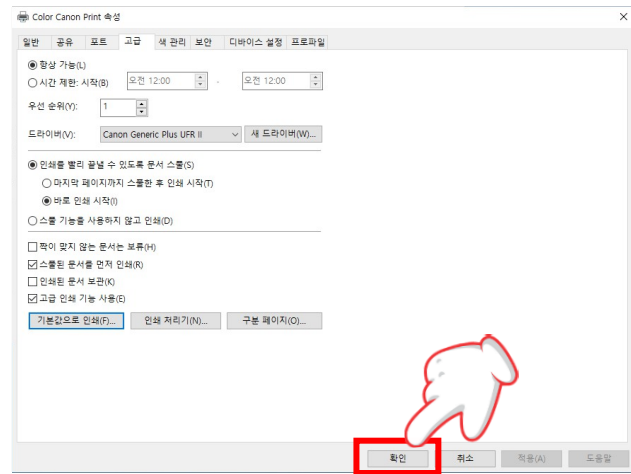 Color Canon Print 속성
일반 공유 포트 고급 색 관리 보안 디바이스 설정 프로파일
항상 가능(L)
시간 제한: 시작(B) 오전 12:00 - 오전 12:00
우선 순위(Y): 1
드라이버(V): Canon Generic Plus UFR II 새 드라이버(W)...
인쇄를 빨리 끝낼 수 있도록 문서 스풀(S)
마지막 페이지까지 스풀한 후 인쇄 시작(T)
바로 인쇄 시작(I)
스풀 기능을 사용하지 않고 인쇄(D)
짝이 맞지 않는 문서는 보류(H)
스풀된 문서를 먼저 인쇄(R)
인쇄된 문서 보관(K)
고급 인쇄 기능 사용(E)
기본값으로 인쇄(F)... 인쇄 처리기(N)... 구분 페이지(O)...
확인 취소 적용(A) 도움말